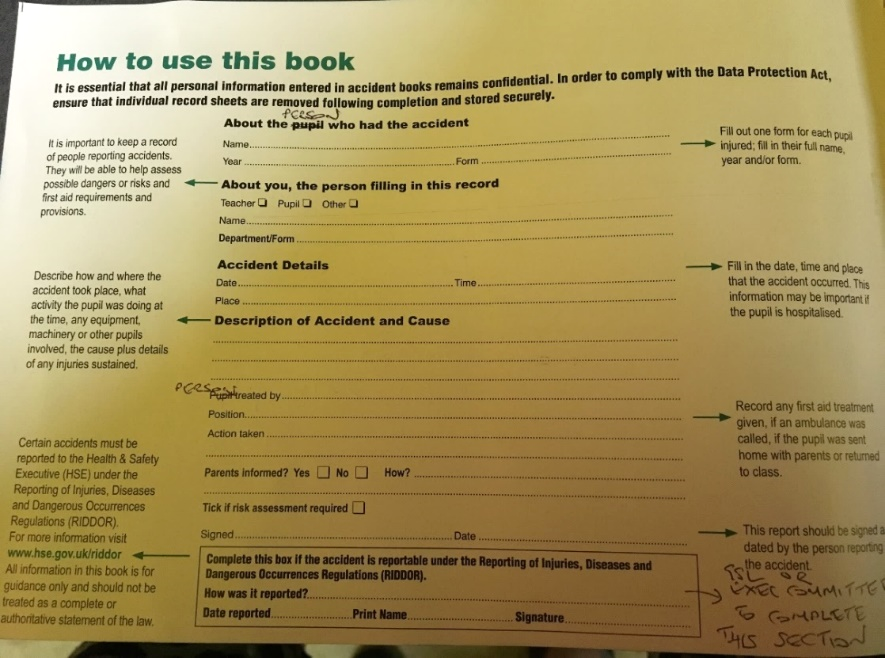 How to use this book
It is essential that all personal information entered in accident books remains confidential. In order to comply with the Data Protection Act,
ensure that individual record sheets are removed following completion and stored securely.
PERSON
About the pupil who had the accident
Name
Year Form
About you, the person filling in this record
Teacher Pupil Other
Name
Department/Form
Accident Details
Date Time
Place
Description of Accident and Cause
PERSON
Pupil treated by
Position
Action taken
Parents informed? Yes No How?
Tick if risk assessment required
Signed Date
Complete this box if the accident is reportable under the Reporting of Injuries, Diseases and
Dangerous Occurrences Regulations (RIDDOR).
How was it reported?
Date reported Print Name Signature
It is important to keep a record
of people reporting accidents.
They will be able to help assess
possible dangers or risks and
first aid requirements and
provisions.
Describe how and where the
accident took place, what
activity the pupil was doing at
the time, any equipment,
machinery or other pupils
involved, the cause plus details
of any injuries sustained.
Certain accidents must be
reported to the Health & Safety
Executive (HSE) under the
Reporting of Injuries, Diseases
and Dangerous Occurrences
Regulations (RIDDOR).
For more information visit
www.hse.gov.uk/riddor
All information in this book is for
guidance only and should not be
treated as a complete or
authoritative statement of the law.
Fill out one form for each pupil
injured; fill in their full name,
year and/or form.
Fill in the date, time and place
that the accident occurred. This
information may be important if
the pupil is hospitalised.
Record any first aid treatment
given, if an ambulance was
called, if the pupil was sent
home with parents or returned
to class.
This report should be signed a
dated by the person reporting
the accident.
OR
EXEC COMMITTEE
TO COMPLETE
THIS SECTION